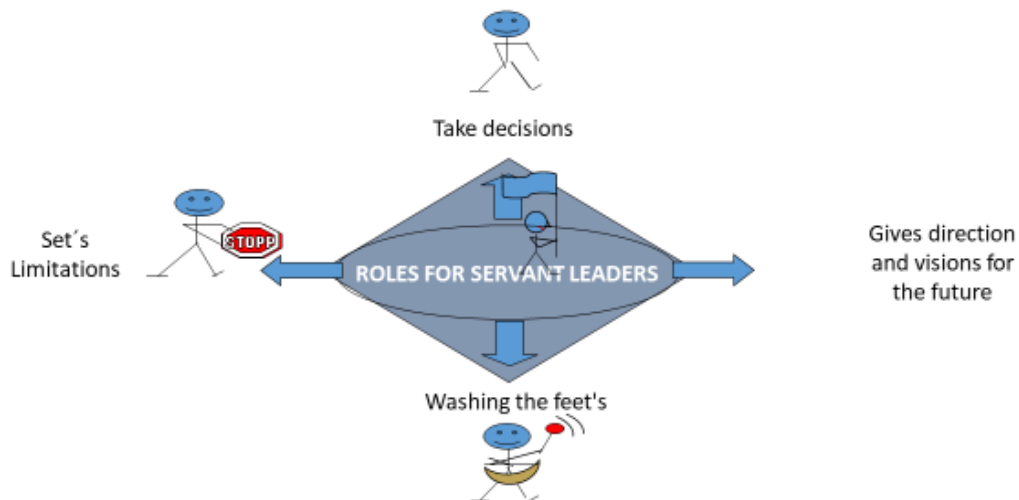 Take decisions
STOPP
Set´s
Limitations
ROLES FOR SERVANT LEADERS
Gives direction
and visions for
the future
Washing the feet's